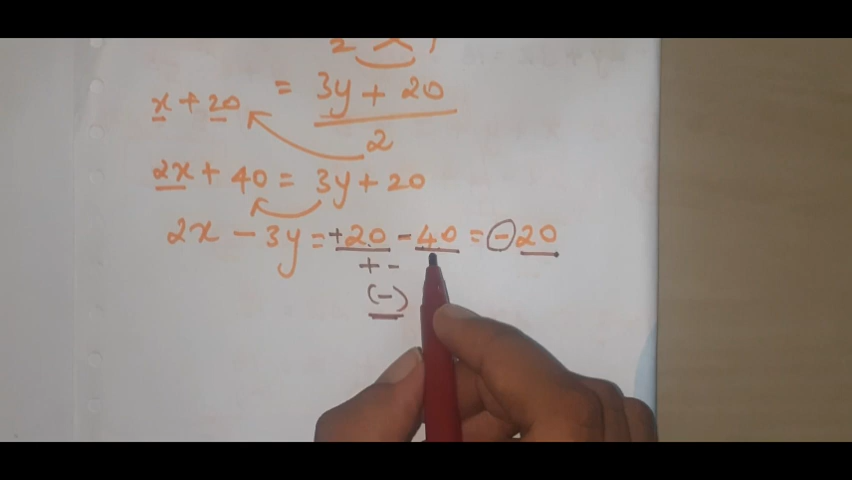 x + 20 = 3y + 20
2
2x + 40 = 3y + 20
2x - 3y = +20 - 40 = -20
+ -
(-)